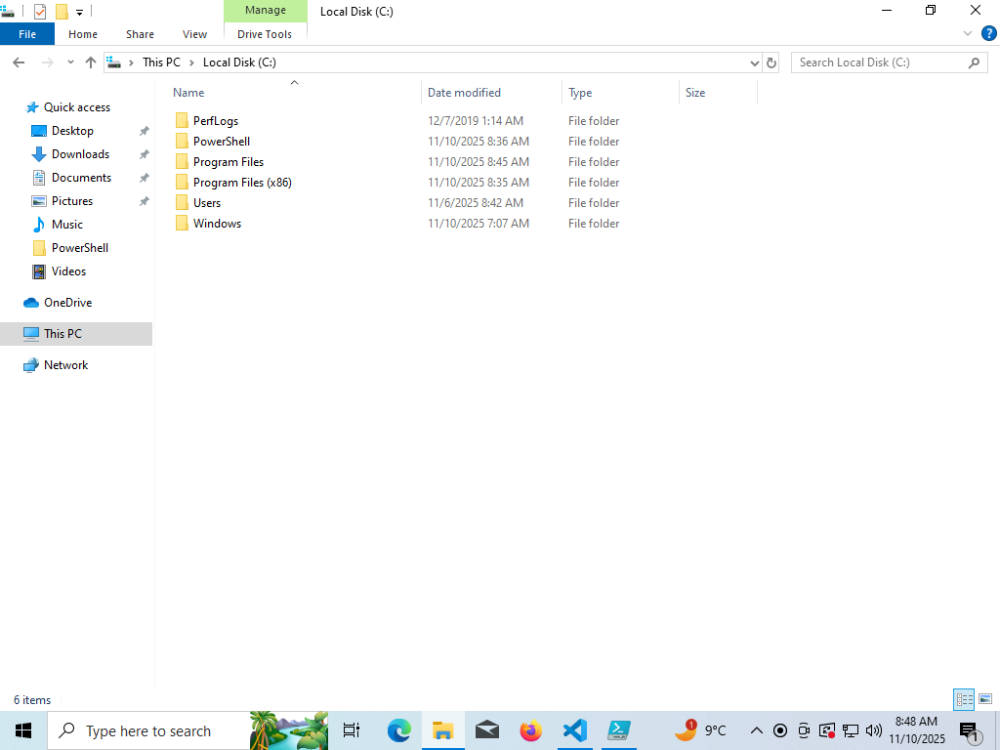 Manage
Local Disk (C:)
File
Home
Share
View
Drive Tools
This PC
Local Disk (C:)
Search Local Disk (C:)
Name
Date modified
Type
Size
PerfLogs
12/7/2019 1:14 AM
File folder
PowerShell
11/10/2025 8:36 AM
File folder
Program Files
11/10/2025 8:45 AM
File folder
Program Files (x86)
11/10/2025 8:35 AM
File folder
Users
11/6/2025 8:42 AM
File folder
Windows
11/10/2025 7:07 AM
File folder
Quick access
Desktop
Downloads
Documents
Pictures
Music
PowerShell
Videos
OneDrive
This PC
Network
6 items
Type here to search
1
9°C
8:48 AM
11/10/2025
1